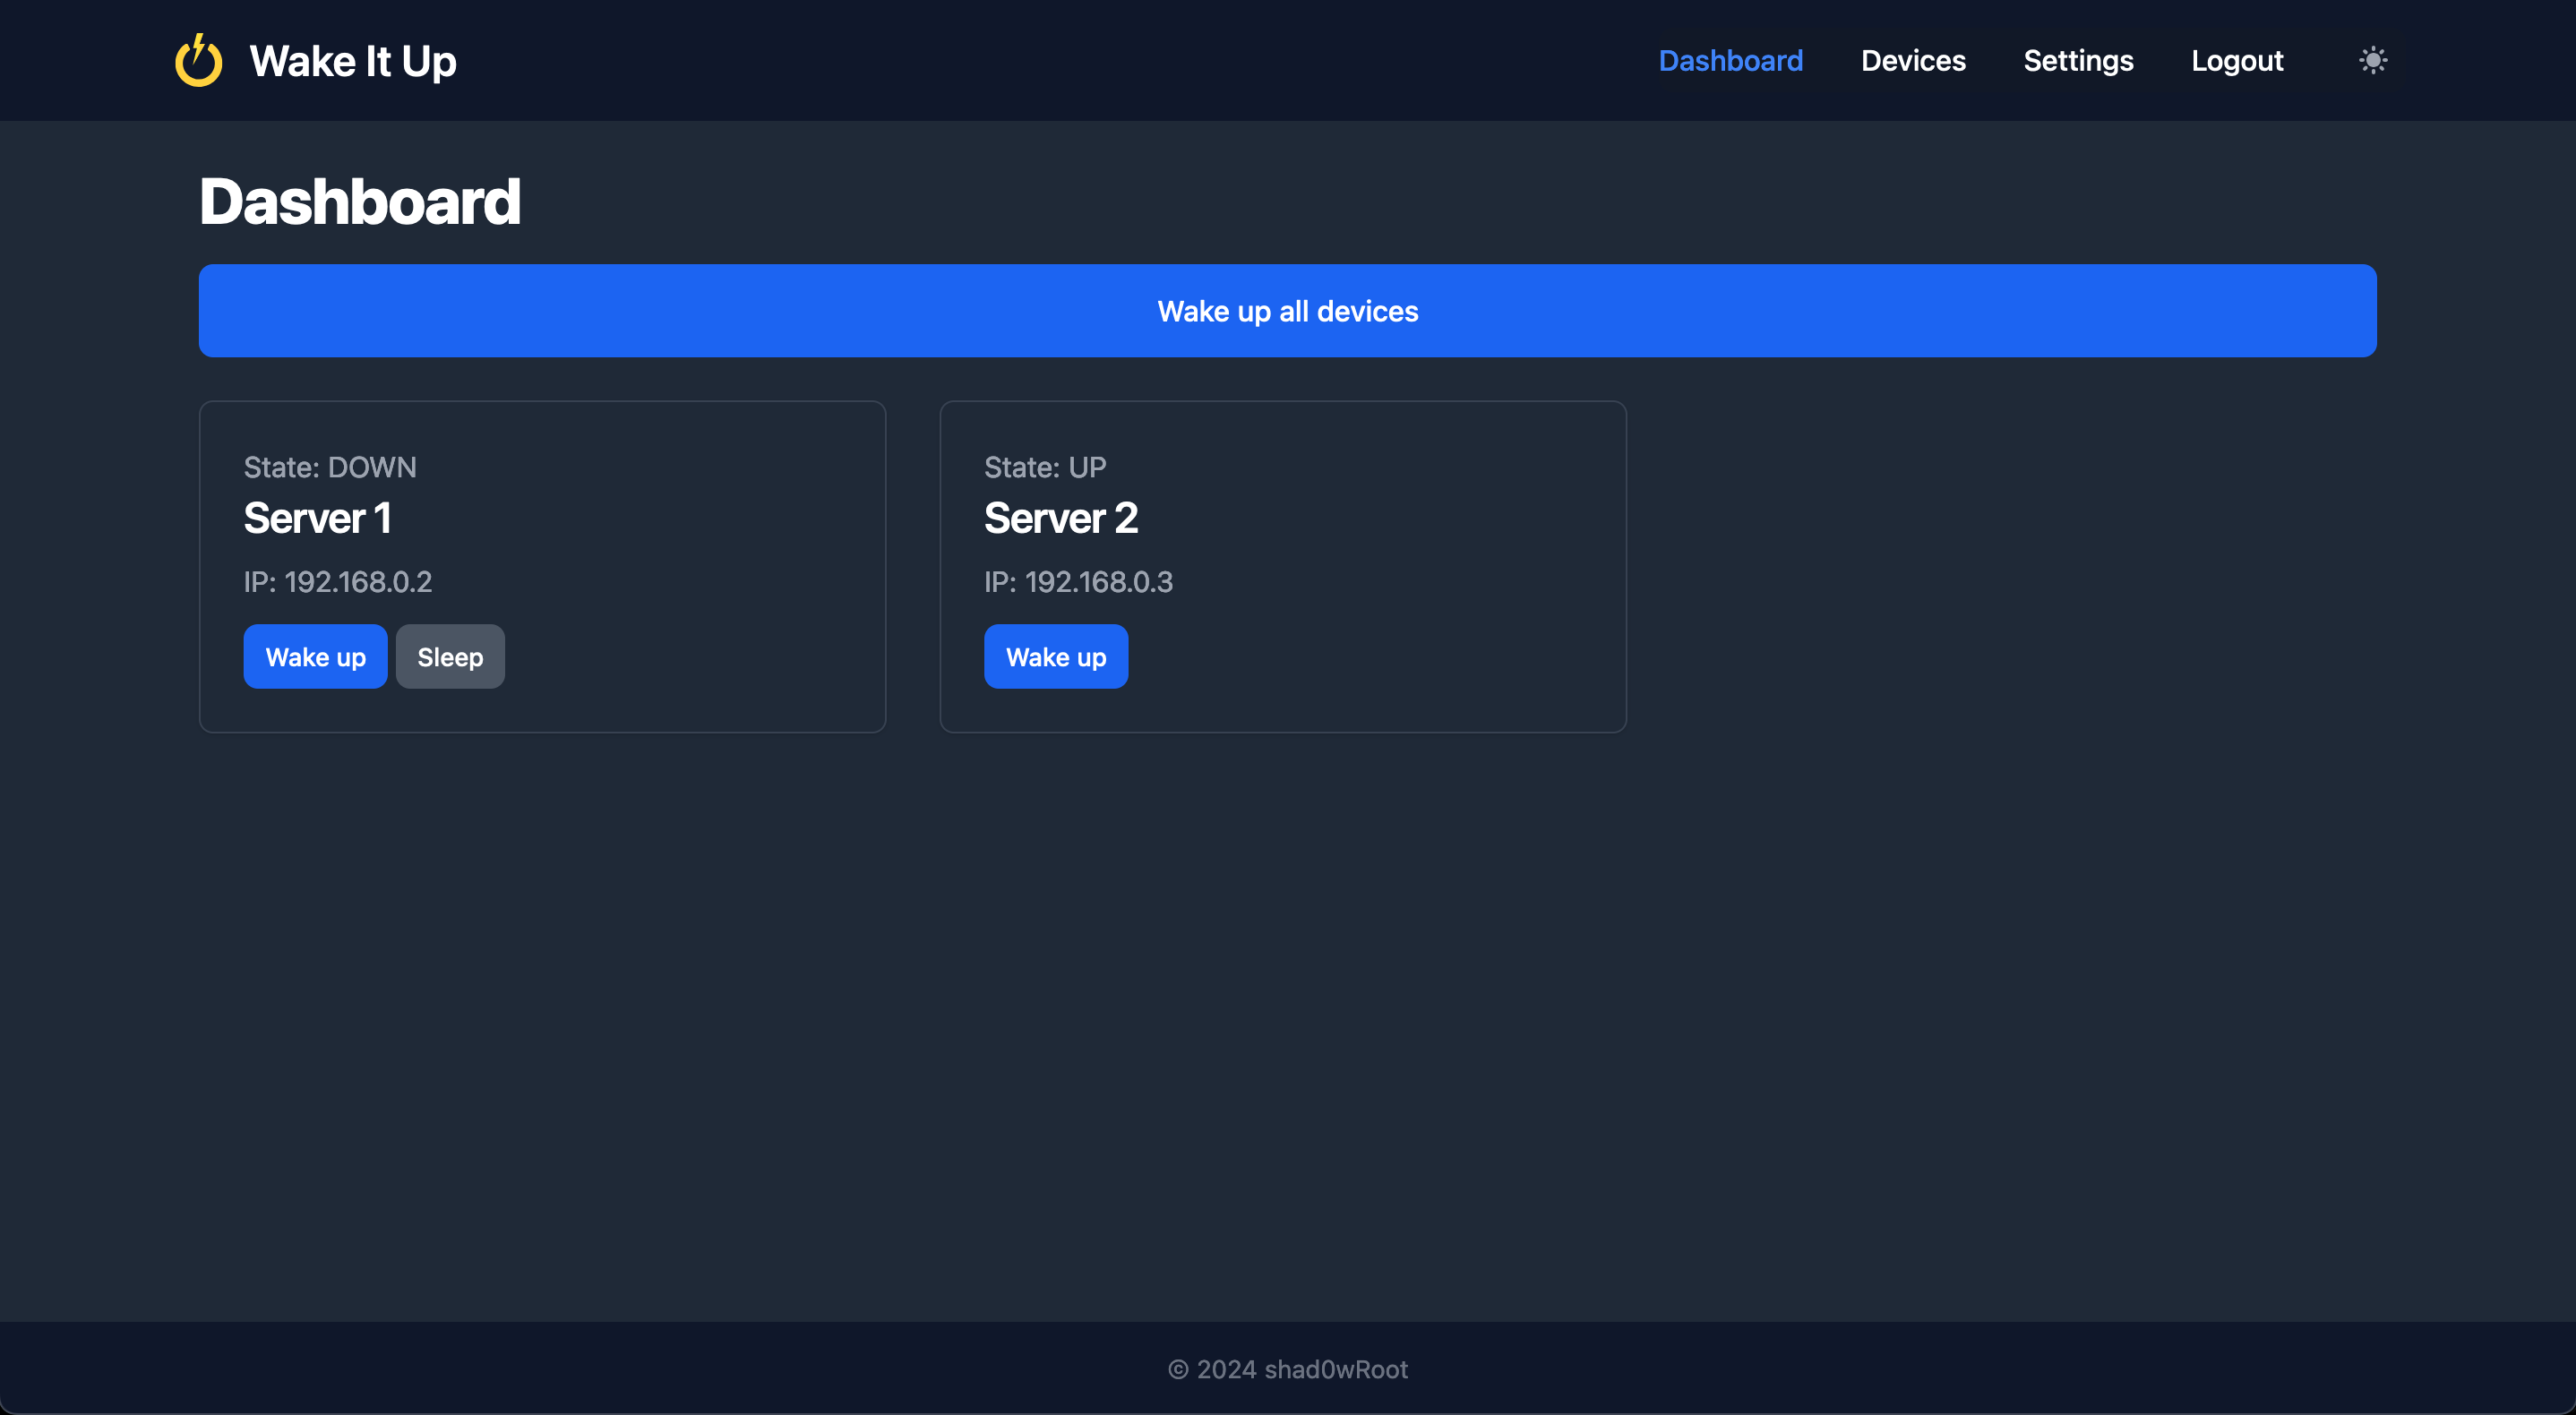 Wake It Up
Dashboard Devices Settings Logout
Dashboard
Wake up all devices
State: DOWN
Server 1
IP: 192.168.0.2
Wake up Sleep
State: UP
Server 2
IP: 192.168.0.3
Wake up
© 2024 shad0wRoot